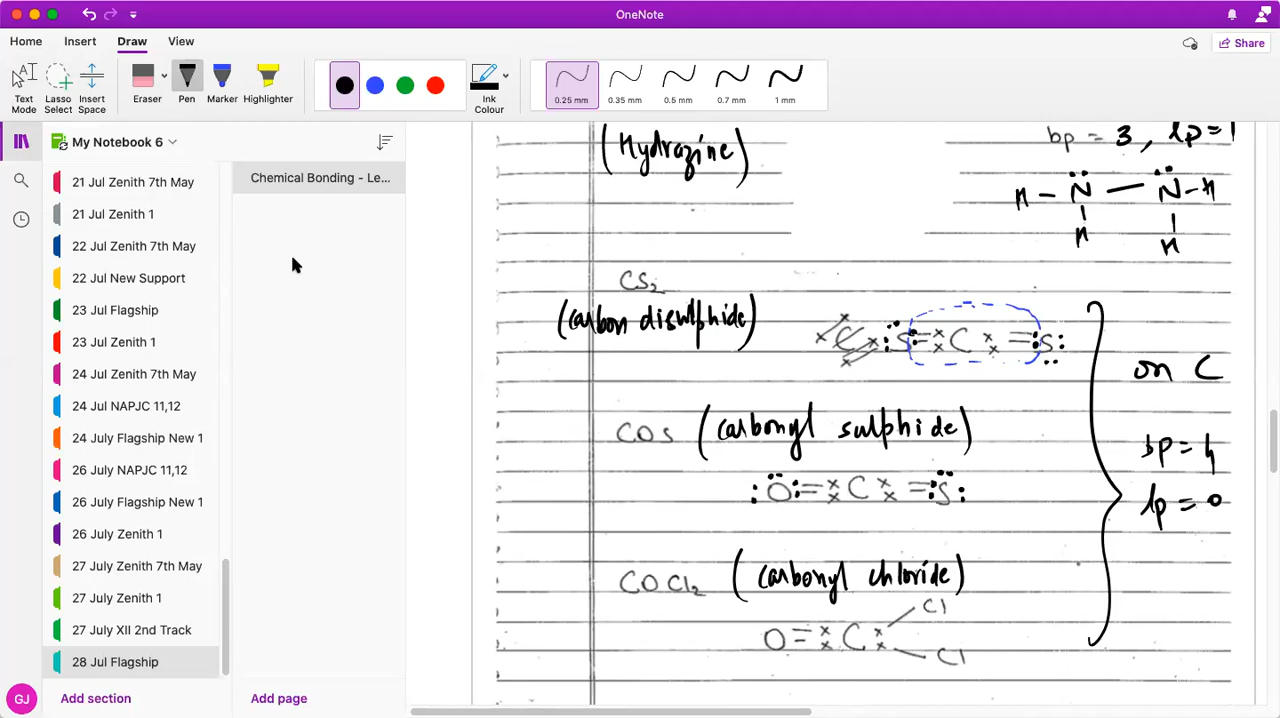 OneNote
Home Insert Draw View
Share
Text Mode
Lasso Select
Insert Space
Eraser
Pen
Marker
Highlighter
0.25 mm
0.35 mm
0.5 mm
0.7 mm
1 mm
Ink Colour
My Notebook 6
21 Jul Zenith 7th May
21 Jul Zenith 1
22 Jul Zenith 7th May
22 Jul New Support
23 Jul Flagship
23 Jul Zenith 1
24 Jul Zenith 7th May
24 Jul NAPJC 11,12
24 July Flagship New 1
26 July NAPJC 11,12
26 July Flagship New 1
26 July Zenith 1
27 July Zenith 7th May
27 July Zenith 1
27 July XII 2nd Track
28 Jul Flagship
GJ
Add section
Chemical Bonding - Le...
Add page
(Hydrazine)
bp = 3, lp = 1
H — N — N — H
H H
CS₂
(carbon disulphide)
C S = C = S
on C
bp = 4
lp = 0
COS (carbonyl sulphide)
O = C = S
COCl₂ (carbonyl chloride)
Cl
O = C
Cl